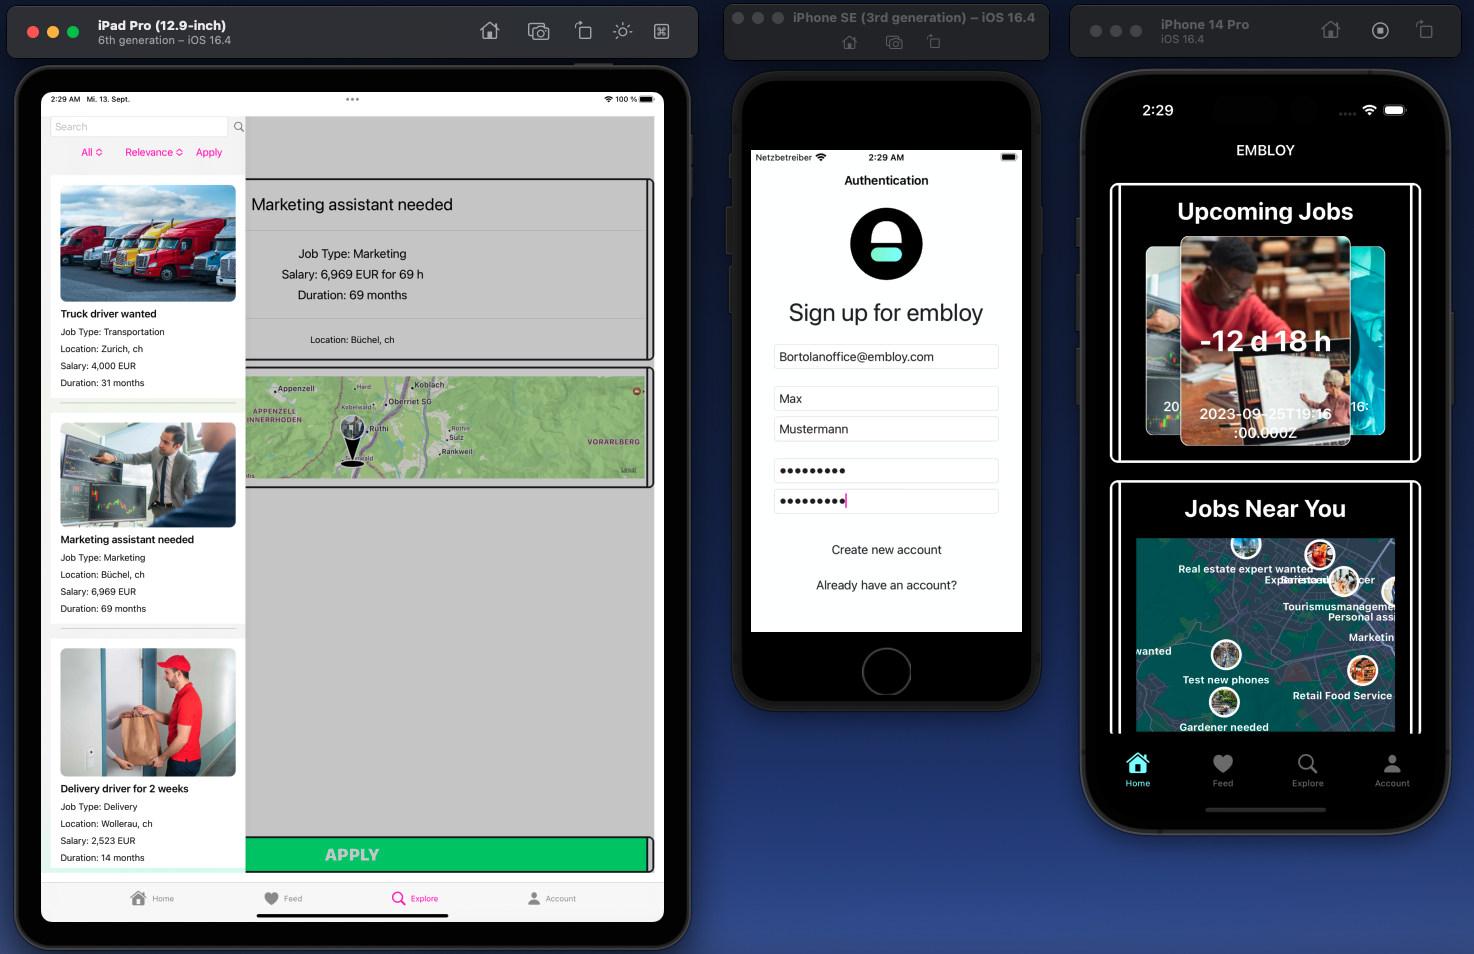 iPad Pro (12.9-inch)
6th generation – iOS 16.4
2:29 AM Mi. 13. Sept.
100 %
Search
All
Relevance
Apply
Truck driver wanted
Job Type: Transportation
Location: Zurich, ch
Salary: 4,000 EUR
Duration: 31 months
Marketing assistant needed
Job Type: Marketing
Location: Büchel, ch
Salary: 6,969 EUR
Duration: 69 months
Delivery driver for 2 weeks
Job Type: Delivery
Location: Wollerau, ch
Salary: 2,523 EUR
Duration: 14 months
Marketing assistant needed
Job Type: Marketing
Salary: 6,969 EUR for 69 h
Duration: 69 months
Location: Büchel, ch
Appenzell
Hard
Koblach
Kobelwald
Oberriet SG
APPENZELL
INNERRHODEN
Rüthi
Röthis
Sulz
VORARLBERG
Rankweil
APPLY
Home
Feed
Explore
Account
iPhone SE (3rd generation) – iOS 16.4
Netzbetreiber
2:29 AM
Authentication
Sign up for embloy
Bortolanoffice@embloy.com
Max
Mustermann
•••••••••
•••••••••
Create new account
Already have an account?
iPhone 14 Pro
iOS 16.4
2:29
EMBLOY
Upcoming Jobs
-12 d 18 h
20
2023-09-25T19:16
:00.000Z
16:
Jobs Near You
Real estate expert wanted
Tourismusmanageme
Personal assi
Marketin
wanted
Test new phones
Retail Food Service
Gardener needed
Home
Feed
Explore
Account